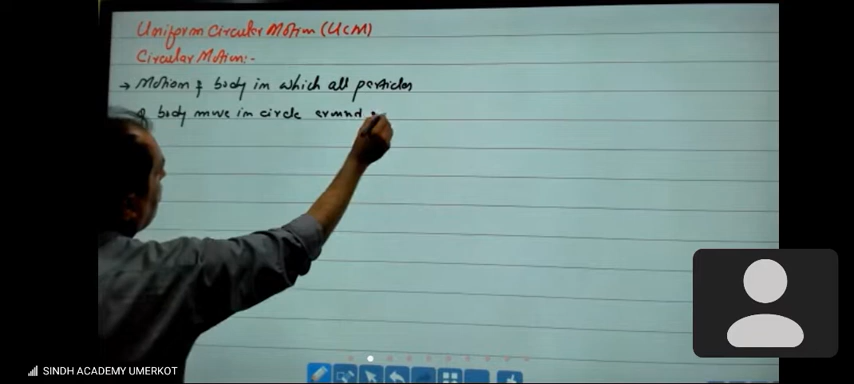 Uniform Circular Motion (UCM)
Circular Motion:-
→ Motion of body in which all particles
of body move in circle around
SINDH ACADEMY UMERKOT